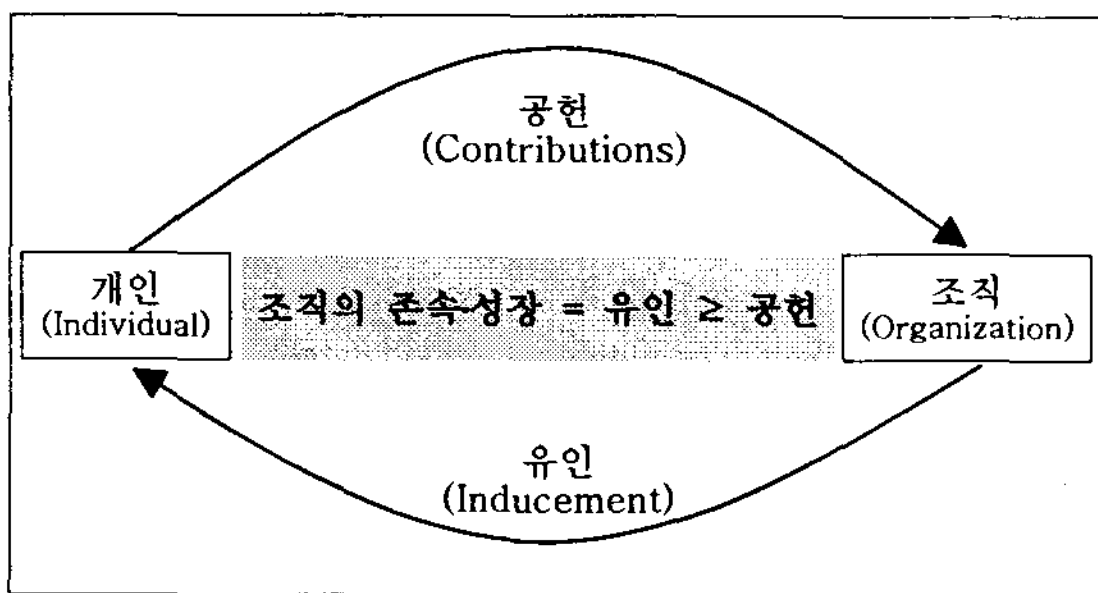 공헌
(Contributions)
개인
(Individual)
조직의 존속·성장 = 유인 ≥ 공헌
조직
(Organization)
유인
(Inducement)